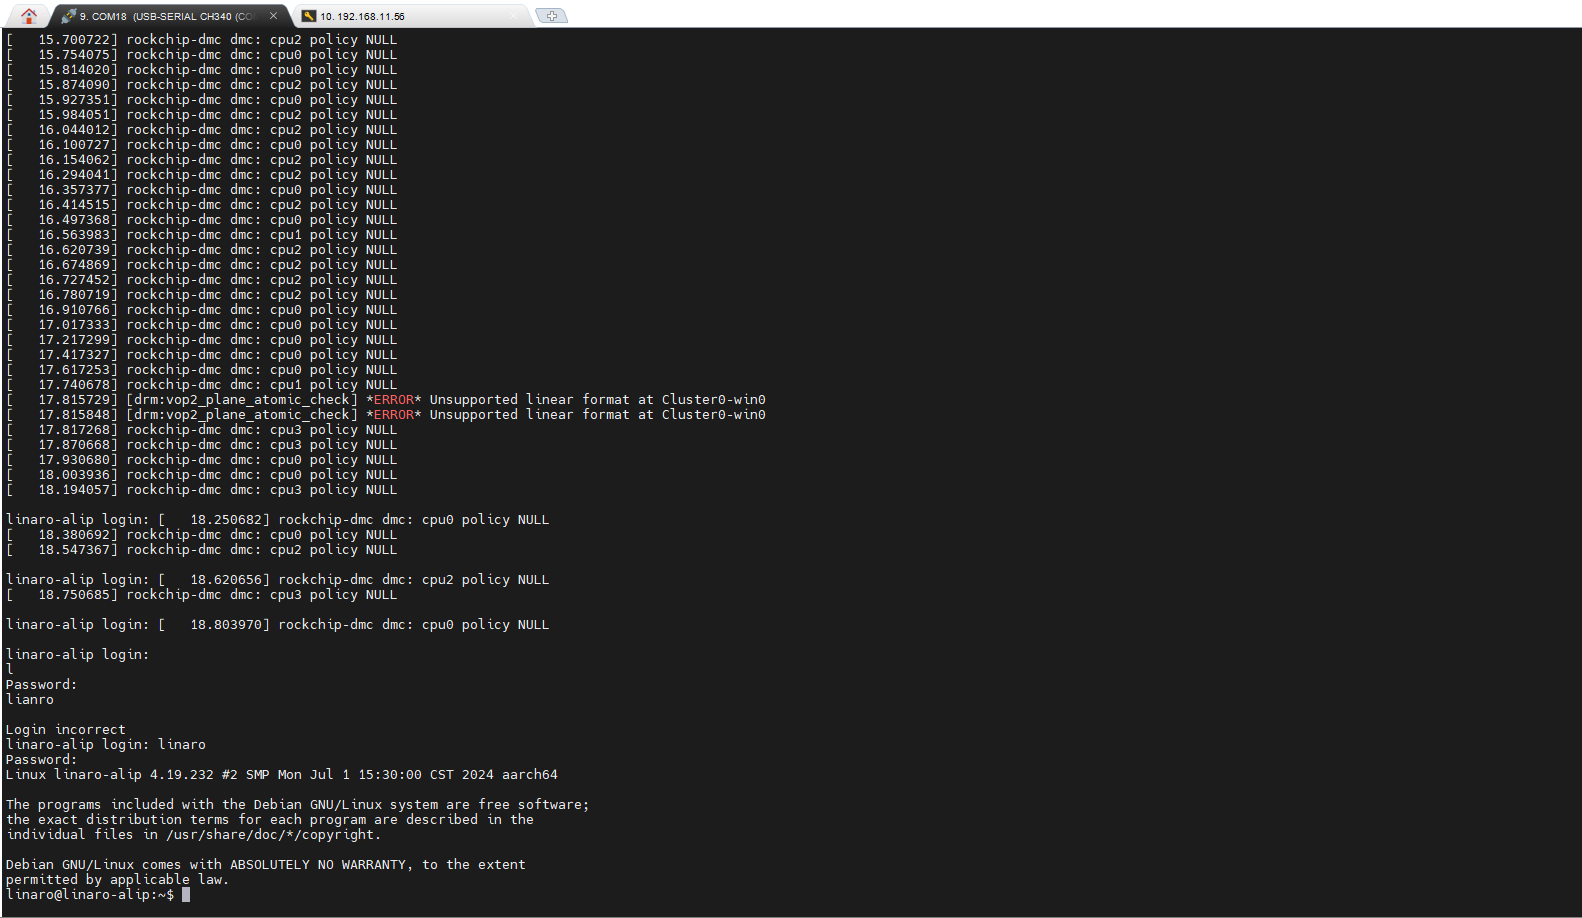 9. COM18  (USB-SERIAL CH340 (CO
10. 192.168.11.56
[   15.700722] rockchip-dmc dmc: cpu2 policy NULL
[   15.754075] rockchip-dmc dmc: cpu0 policy NULL
[   15.814020] rockchip-dmc dmc: cpu0 policy NULL
[   15.874090] rockchip-dmc dmc: cpu2 policy NULL
[   15.927351] rockchip-dmc dmc: cpu0 policy NULL
[   15.984051] rockchip-dmc dmc: cpu2 policy NULL
[   16.044012] rockchip-dmc dmc: cpu2 policy NULL
[   16.100727] rockchip-dmc dmc: cpu0 policy NULL
[   16.154062] rockchip-dmc dmc: cpu2 policy NULL
[   16.294041] rockchip-dmc dmc: cpu2 policy NULL
[   16.357377] rockchip-dmc dmc: cpu0 policy NULL
[   16.414515] rockchip-dmc dmc: cpu2 policy NULL
[   16.497368] rockchip-dmc dmc: cpu0 policy NULL
[   16.563983] rockchip-dmc dmc: cpu1 policy NULL
[   16.620739] rockchip-dmc dmc: cpu2 policy NULL
[   16.674869] rockchip-dmc dmc: cpu2 policy NULL
[   16.727452] rockchip-dmc dmc: cpu2 policy NULL
[   16.780719] rockchip-dmc dmc: cpu2 policy NULL
[   16.910766] rockchip-dmc dmc: cpu0 policy NULL
[   17.017333] rockchip-dmc dmc: cpu0 policy NULL
[   17.217299] rockchip-dmc dmc: cpu0 policy NULL
[   17.417327] rockchip-dmc dmc: cpu0 policy NULL
[   17.617253] rockchip-dmc dmc: cpu0 policy NULL
[   17.740678] rockchip-dmc dmc: cpu1 policy NULL
[   17.815729] [drm:vop2_plane_atomic_check] *ERROR* Unsupported linear format at Cluster0-win0
[   17.815848] [drm:vop2_plane_atomic_check] *ERROR* Unsupported linear format at Cluster0-win0
[   17.817268] rockchip-dmc dmc: cpu3 policy NULL
[   17.870668] rockchip-dmc dmc: cpu3 policy NULL
[   17.930680] rockchip-dmc dmc: cpu0 policy NULL
[   18.003936] rockchip-dmc dmc: cpu0 policy NULL
[   18.194057] rockchip-dmc dmc: cpu3 policy NULL
linaro-alip login: [   18.250682] rockchip-dmc dmc: cpu0 policy NULL
[   18.380692] rockchip-dmc dmc: cpu0 policy NULL
[   18.547367] rockchip-dmc dmc: cpu2 policy NULL
linaro-alip login: [   18.620656] rockchip-dmc dmc: cpu2 policy NULL
[   18.750685] rockchip-dmc dmc: cpu3 policy NULL
linaro-alip login: [   18.803970] rockchip-dmc dmc: cpu0 policy NULL
linaro-alip login:
l
Password:
lianro
Login incorrect
linaro-alip login: linaro
Password:
Linux linaro-alip 4.19.232 #2 SMP Mon Jul 1 15:30:00 CST 2024 aarch64
The programs included with the Debian GNU/Linux system are free software;
the exact distribution terms for each program are described in the
individual files in /usr/share/doc/*/copyright.
Debian GNU/Linux comes with ABSOLUTELY NO WARRANTY, to the extent
permitted by applicable law.
linaro@linaro-alip:~$